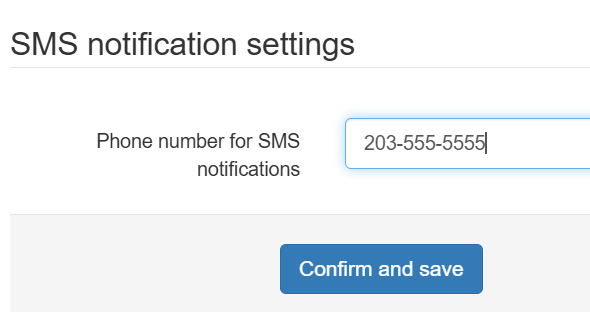 SMS notification settings
Phone number for SMS
notifications
203-555-5555
Confirm and save